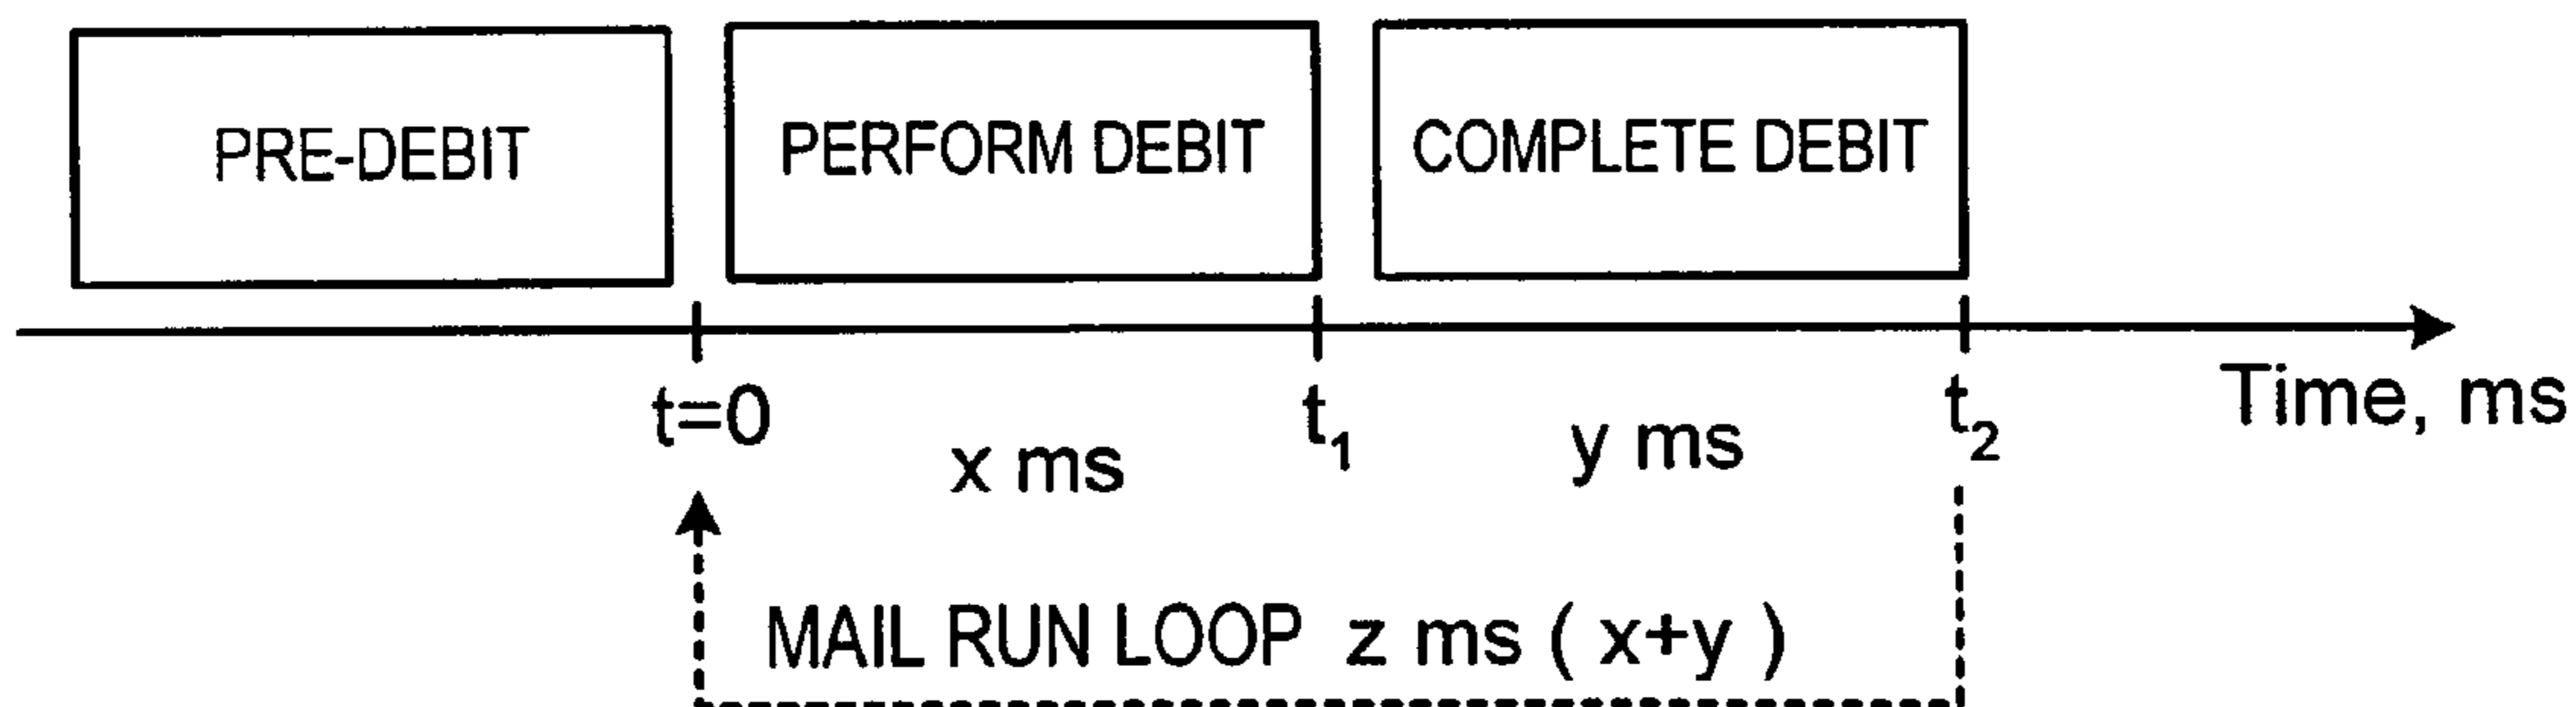 PRE-DEBIT
PERFORM DEBIT
COMPLETE DEBIT
t=0
x ms
t₁
y ms
t₂
Time, ms
MAIL RUN LOOP z ms ( x+y )